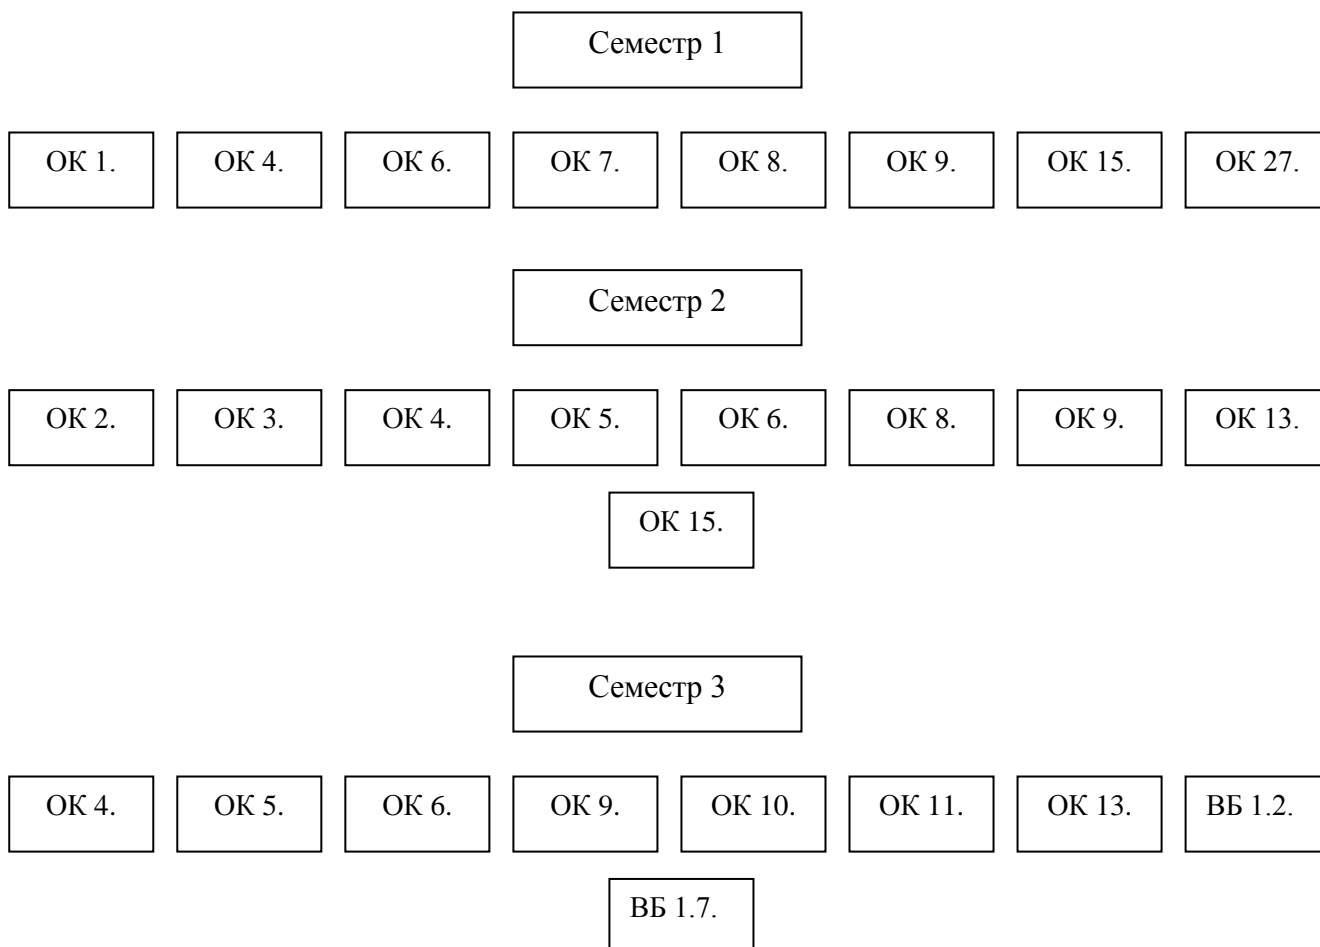 Семестр 1
ОК 1. ОК 4. ОК 6. ОК 7. ОК 8. ОК 9. ОК 15. ОК 27.
Семестр 2
ОК 2. ОК 3. ОК 4. ОК 5. ОК 6. ОК 8. ОК 9. ОК 13.
ОК 15.
Семестр 3
ОК 4. ОК 5. ОК 6. ОК 9. ОК 10. ОК 11. ОК 13. ВБ 1.2.
ВБ 1.7.